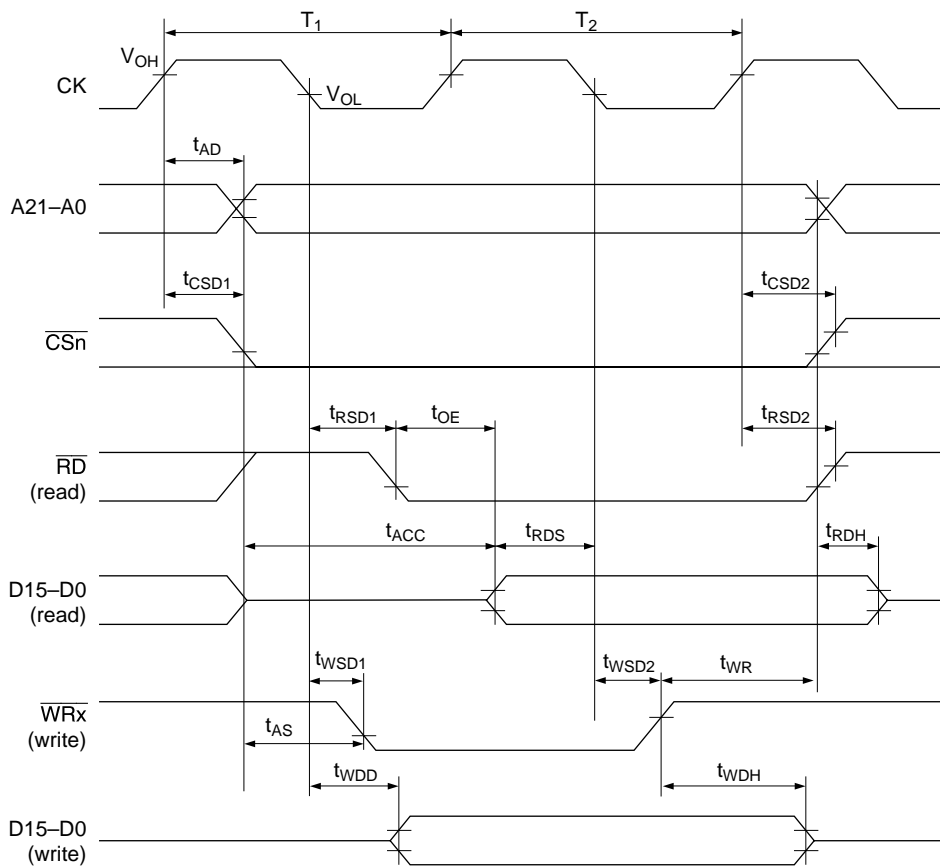 T1 T2
VOH
CK
VOL
tAD
A21–A0
tCSD1 tCSD2
CSn
tRSD1 tOE tRSD2
RD
(read)
tACC tRDS tRDH
D15–D0
(read)
tWSD1 tWSD2 tWR
WRx
(write)
tAS
tWDD tWDH
D15–D0
(write)